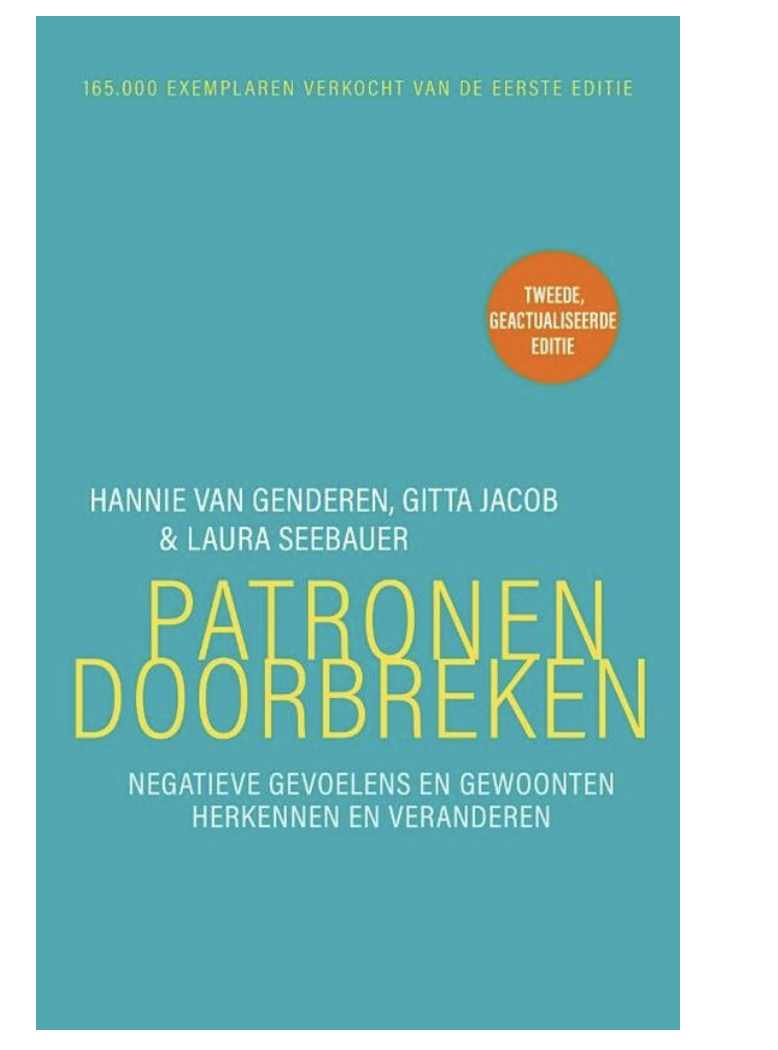 165.000 EXEMPLAREN VERKOCHT VAN DE EERSTE EDITIE
TWEEDE,
GEACTUALISEERDE
EDITIE
HANNIE VAN GENDEREN, GITTA JACOB
& LAURA SEEBAUER
PATRONEN
DOORBREKEN
NEGATIEVE GEVOELENS EN GEWOONTEN
HERKENNEN EN VERANDEREN